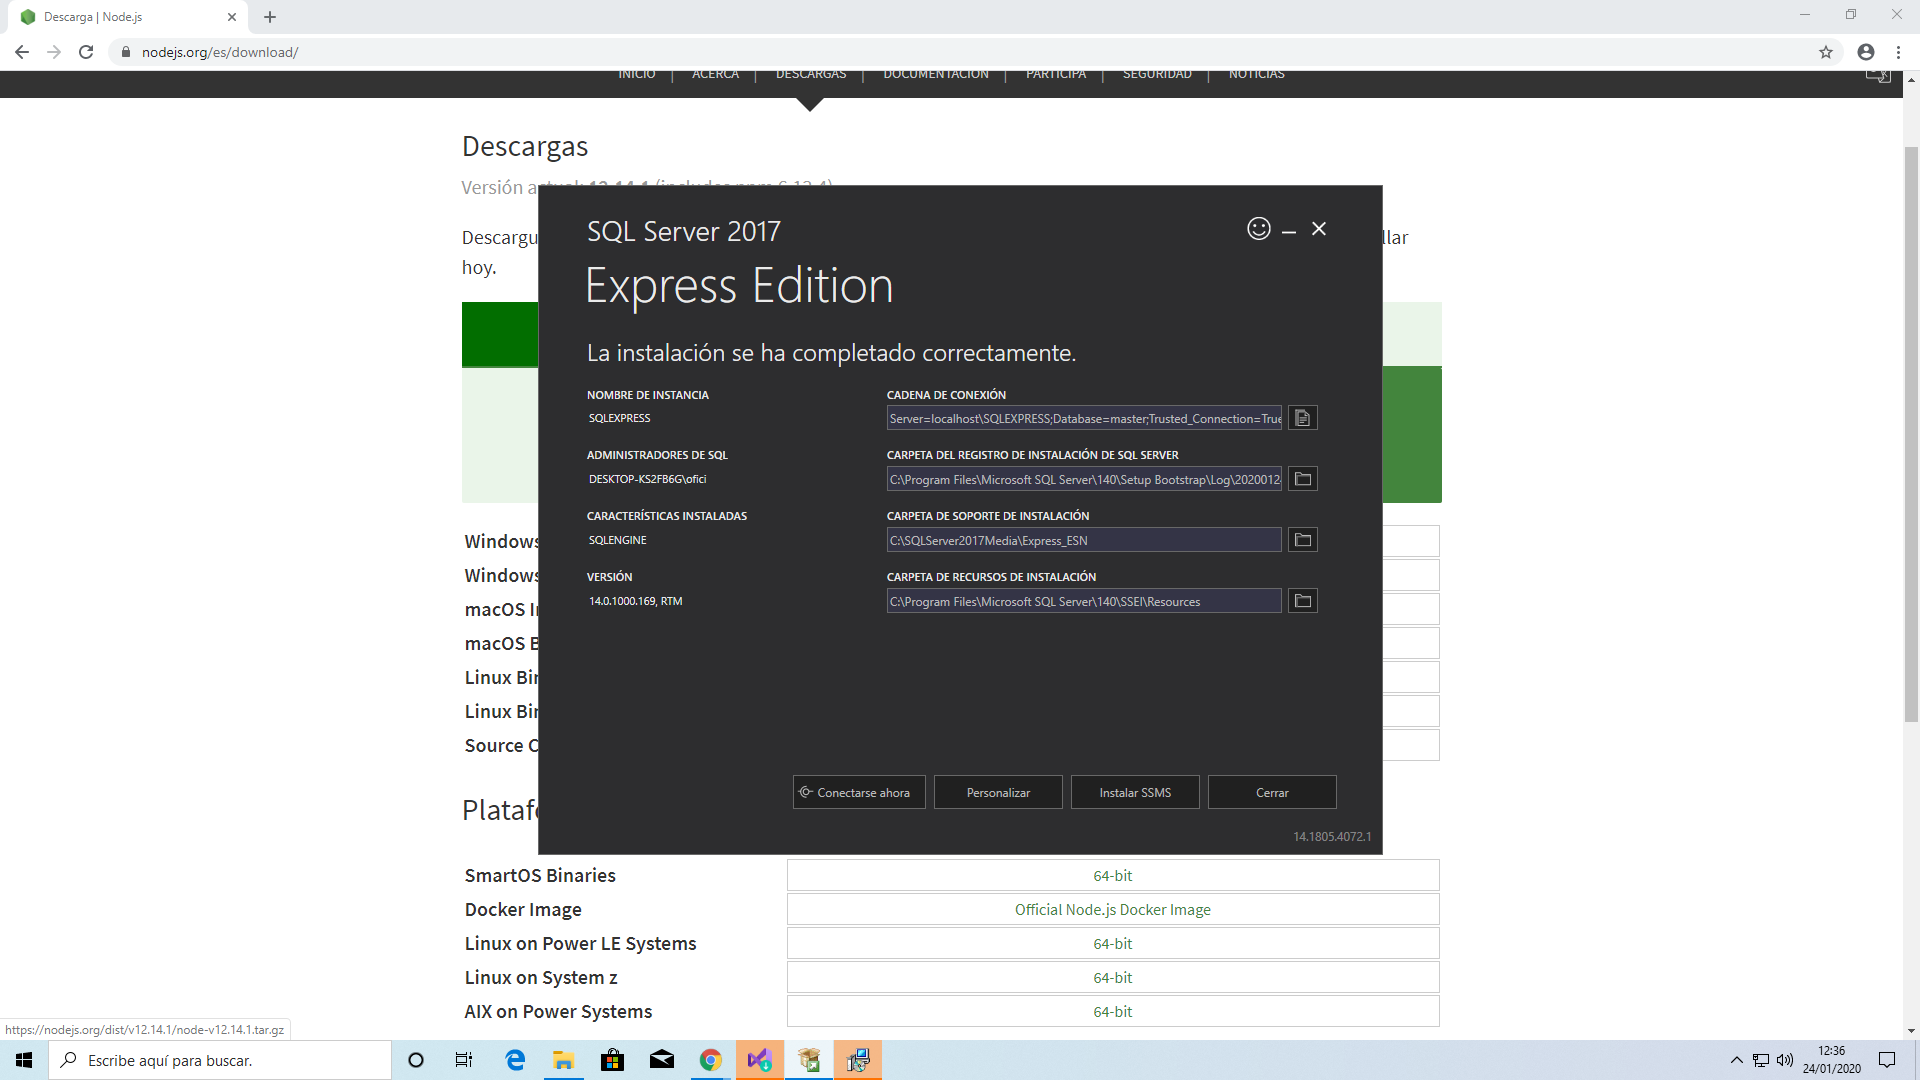 Descarga | Node.js
nodejs.org/es/download/
INICIO | ACERCA | DESCARGAS | DOCUMENTACIÓN | PARTICIPA | SEGURIDAD | NOTICIAS
Descargas
Versión
Descargu
llar
hoy.
SQL Server 2017
Express Edition
La instalación se ha completado correctamente.
NOMBRE DE INSTANCIA
SQLEXPRESS
CADENA DE CONEXIÓN
Server=localhost\SQLEXPRESS;Database=master;Trusted_Connection=True
ADMINISTRADORES DE SQL
DESKTOP-KS2FB6G\ofici
CARPETA DEL REGISTRO DE INSTALACIÓN DE SQL SERVER
C:\Program Files\Microsoft SQL Server\140\Setup Bootstrap\Log\2020012
CARACTERÍSTICAS INSTALADAS
SQLENGINE
CARPETA DE SOPORTE DE INSTALACIÓN
C:\SQLServer2017Media\Express_ESN
VERSIÓN
14.0.1000.169, RTM
CARPETA DE RECURSOS DE INSTALACIÓN
C:\Program Files\Microsoft SQL Server\140\SSEI\Resources
Conectarse ahora
Personalizar
Instalar SSMS
Cerrar
14.1805.4072.1
Windows
Windows
macOS I
macOS B
Linux Bin
Linux Bin
Source C
Plataf
SmartOS Binaries
64-bit
Docker Image
Official Node.js Docker Image
Linux on Power LE Systems
64-bit
Linux on System z
64-bit
AIX on Power Systems
64-bit
https://nodejs.org/dist/v12.14.1/node-v12.14.1.tar.gz
Escribe aquí para buscar.
12:36
24/01/2020